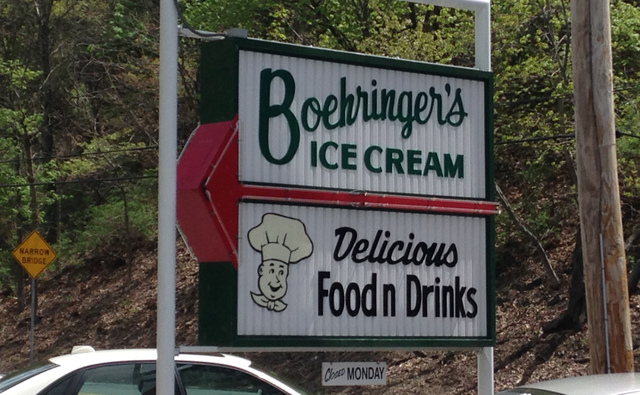 Boehringer's
ICE CREAM
Delicious
Food n Drinks
NARROW
BRIDGE
Closed MONDAY